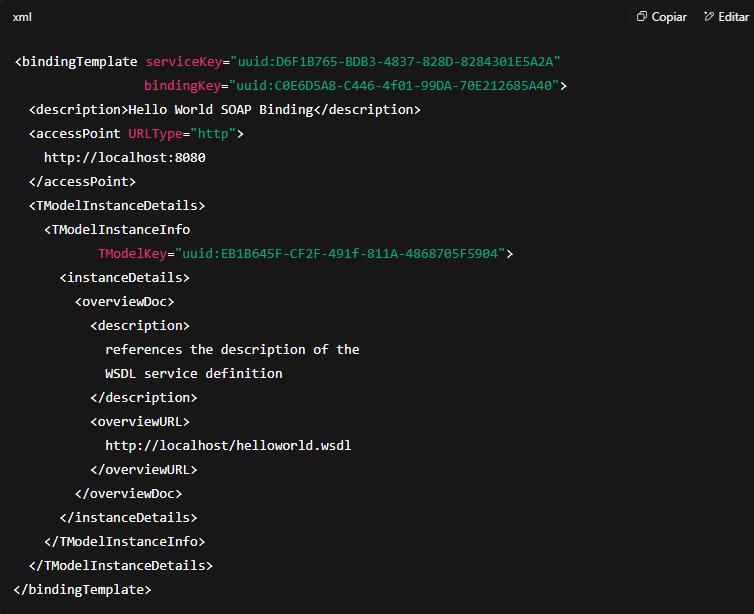 xml
Copiar
Editar
<bindingTemplate serviceKey="uuid:D6F1B765-BDB3-4837-828D-8284301E5A2A"
bindingKey="uuid:C0E6D5A8-C446-4f01-99DA-70E212685A40">
<description>Hello World SOAP Binding</description>
<accessPoint URLType="http">
http://localhost:8080
</accessPoint>
<TModelInstanceDetails>
<TModelInstanceInfo
TModelKey="uuid:EB1B645F-CF2F-491f-811A-4868705F5904">
<instanceDetails>
<overviewDoc>
<description>
references the description of the
WSDL service definition
</description>
<overviewURL>
http://localhost/helloworld.wsdl
</overviewURL>
</overviewDoc>
</instanceDetails>
</TModelInstanceInfo>
</TModelInstanceDetails>
</bindingTemplate>